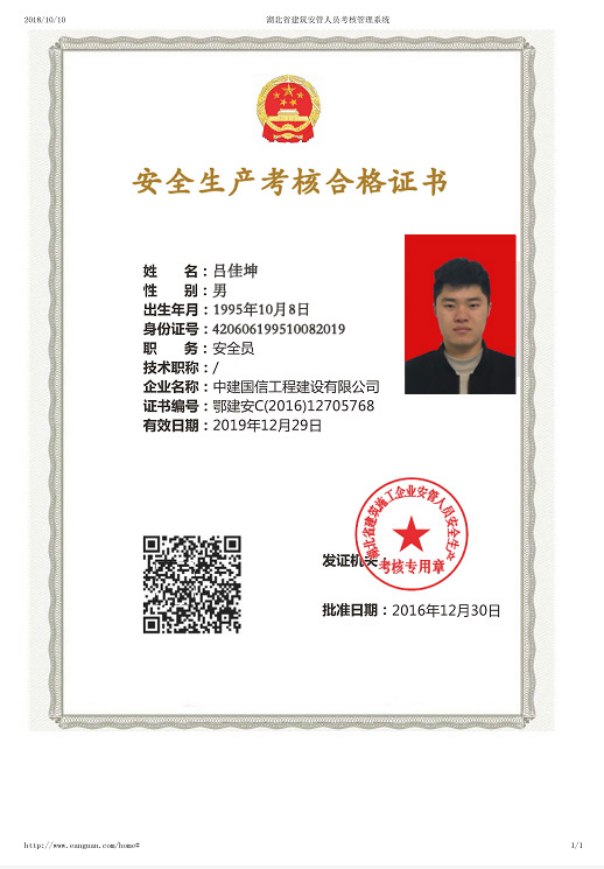 2018/10/10 湖北省建筑安管人员考核管理系统
安全生产考核合格证书
姓 名：吕佳坤
性 别：男
出生年月：1995年10月8日
身份证号：420606199510082019
职 务：安全员
技术职称：/
企业名称：中建国信工程建设有限公司
证书编号：鄂建安C(2016)12705768
有效日期：2019年12月29日
湖北省建筑施工企业安管人员安全生产
考核专用章
发证机关：
批准日期：2016年12月30日
http://www.eanguan.com/home# 1/1